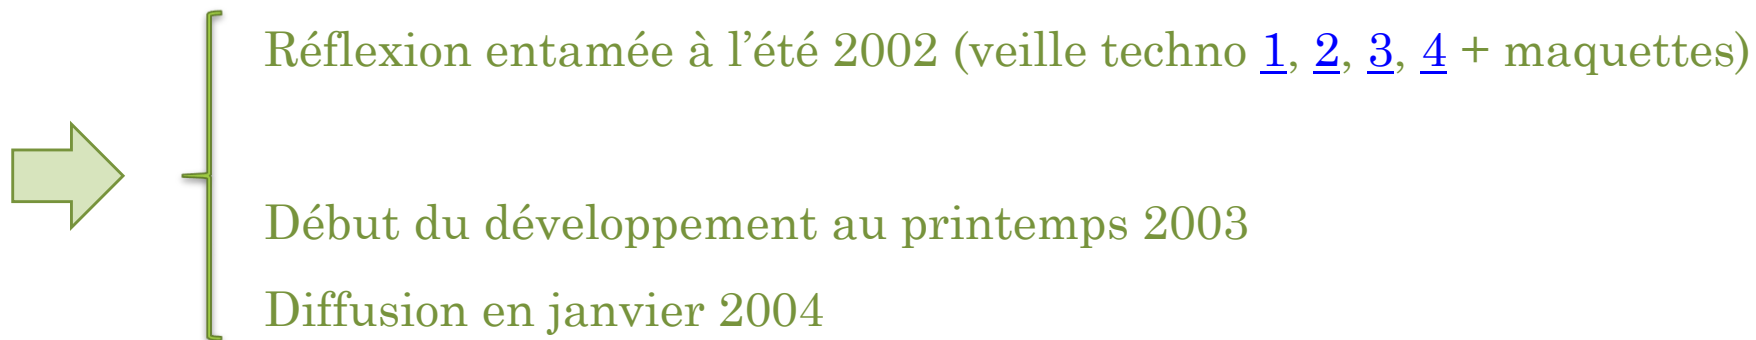 Réflexion entamée à l’été 2002 (veille techno 1, 2, 3, 4 + maquettes)
Début du développement au printemps 2003
Diffusion en janvier 2004